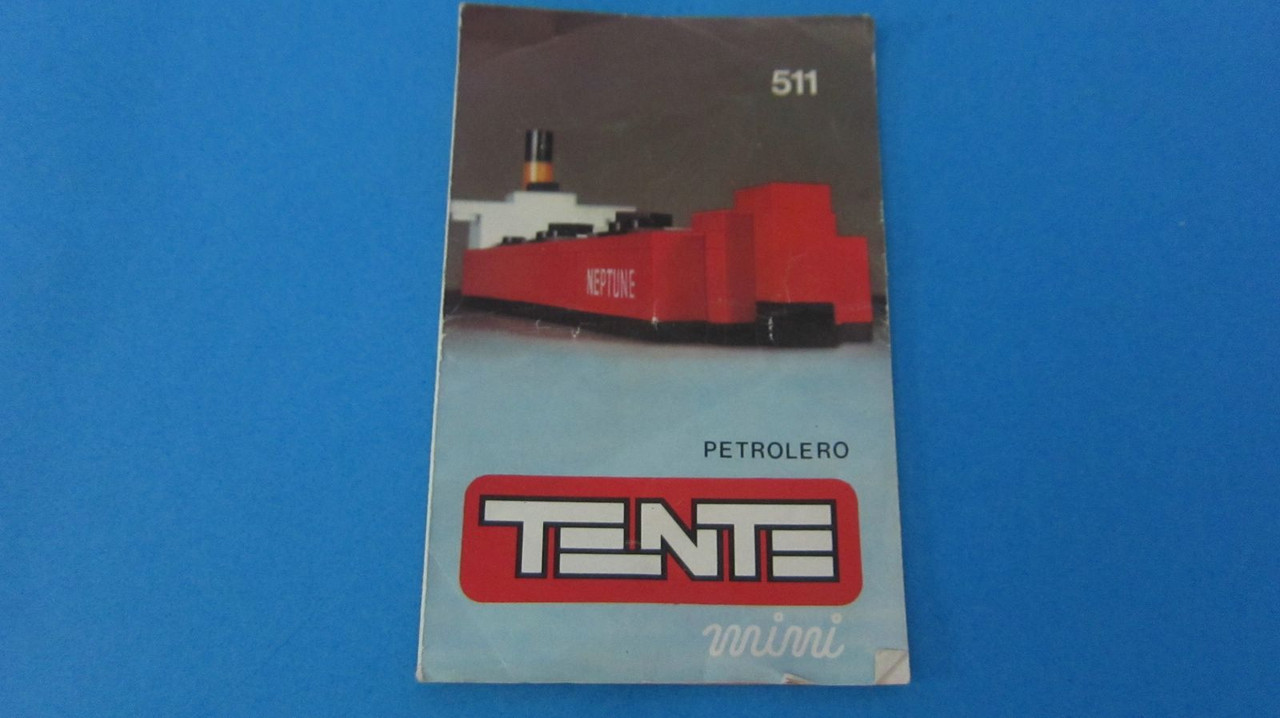 511
NEPTUNE
PETROLERO
TENTE
mini